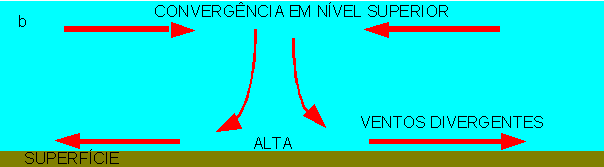 CONVERGÊNCIA EM NÍVEL SUPERIOR
b
VENTOS DIVERGENTES
ALTA
SUPERFÍCIE